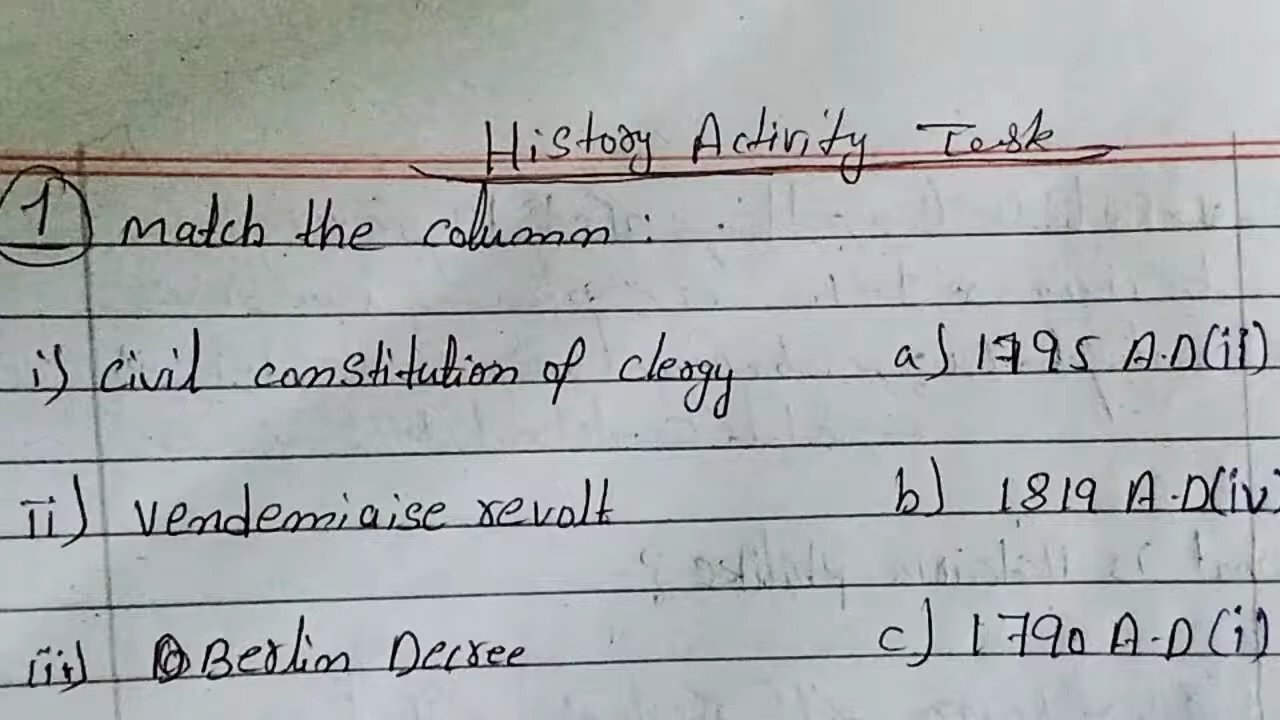 History Activity Task
1 Match the column:
i) civil constitution of clergy a) 1795 A.D(ii)
ii) vendemiaise revolt b) 1819 A.D(iv)
iii) Berlin Decree c) 1790 A.D(i)